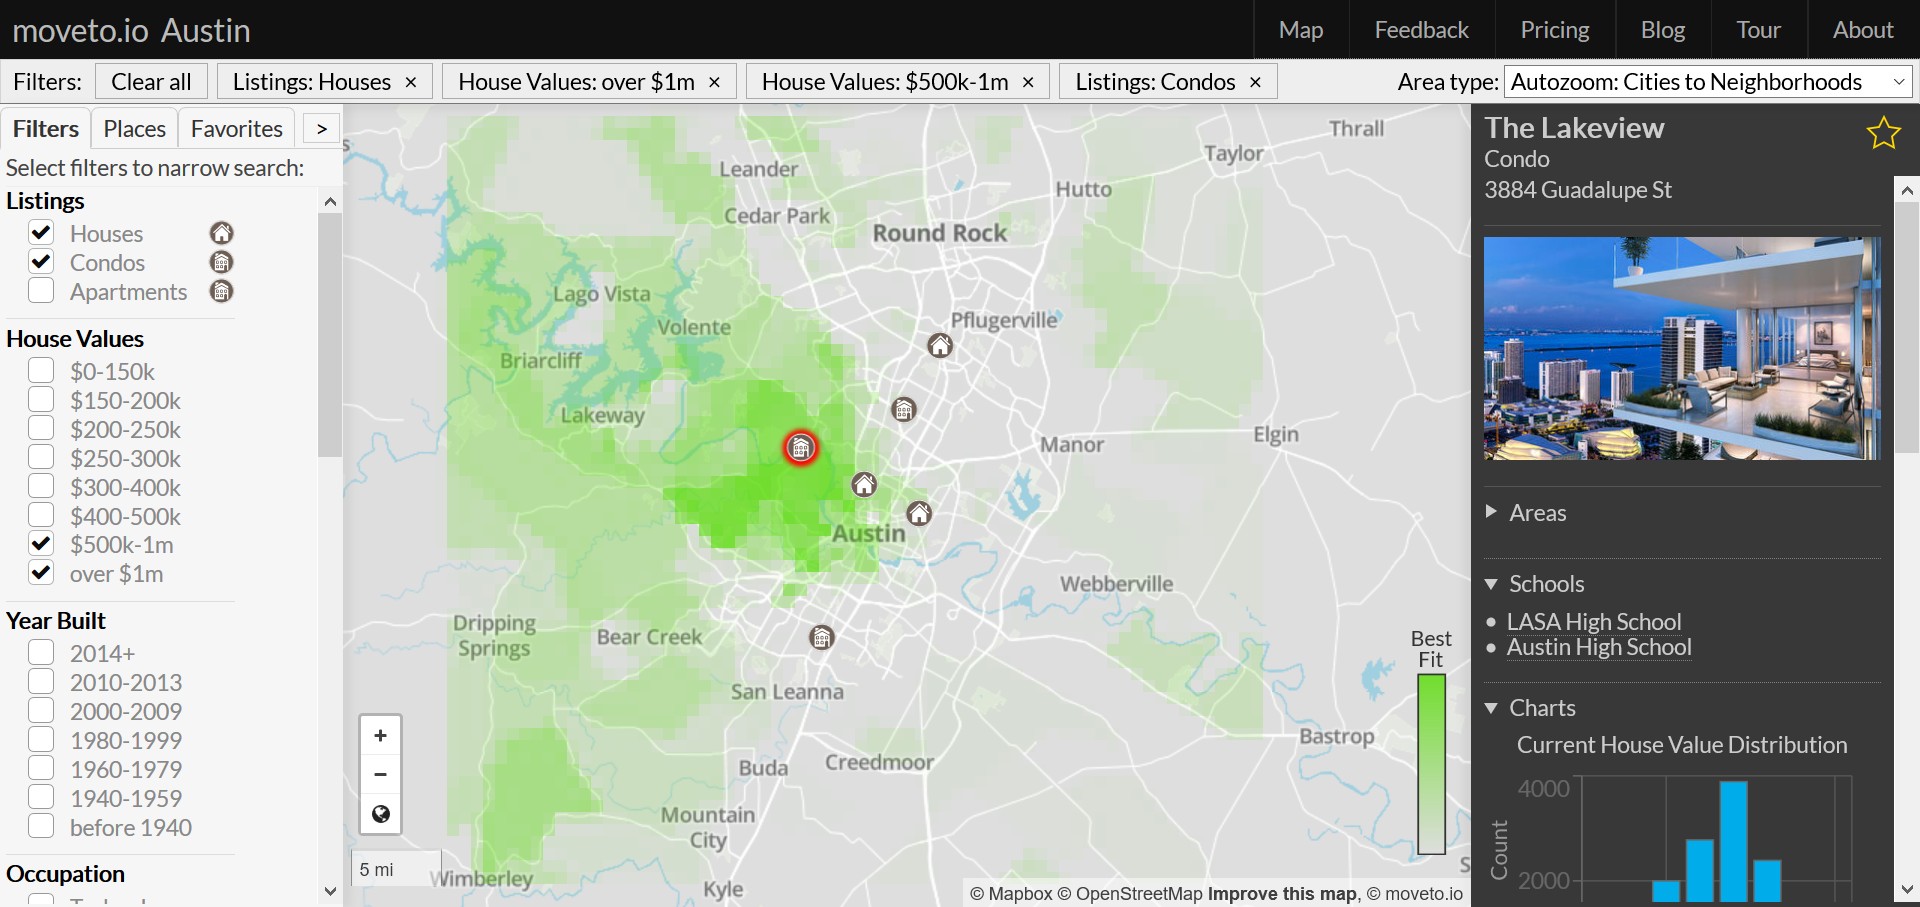 moveto.io Austin
Map
Feedback
Pricing
Blog
Tour
About
Filters:
Clear all
Listings: Houses ×
House Values: over $1m ×
House Values: $500k-1m ×
Listings: Condos ×
Area type:
Autozoom: Cities to Neighborhoods
Filters
Places
Favorites
>
Select filters to narrow search:
Listings
Houses
Condos
Apartments
House Values
$0-150k
$150-200k
$200-250k
$250-300k
$300-400k
$400-500k
$500k-1m
over $1m
Year Built
2014+
2010-2013
2000-2009
1980-1999
1960-1979
1940-1959
before 1940
Occupation
Thrall
Taylor
Leander
Hutto
Cedar Park
Round Rock
Lago Vista
Volente
Pflugerville
Briarcliff
Lakeway
Manor
Elgin
Austin
Webberville
Dripping
Springs
Bear Creek
San Leanna
Bastrop
Buda
Creedmoor
Mountain
City
Wimberley
Kyle
Best
Fit
+
−
5 mi
© Mapbox © OpenStreetMap Improve this map, © moveto.io
The Lakeview
Condo
3884 Guadalupe St
Areas
Schools
• LASA High School
• Austin High School
Charts
Current House Value Distribution
4000
Count
2000